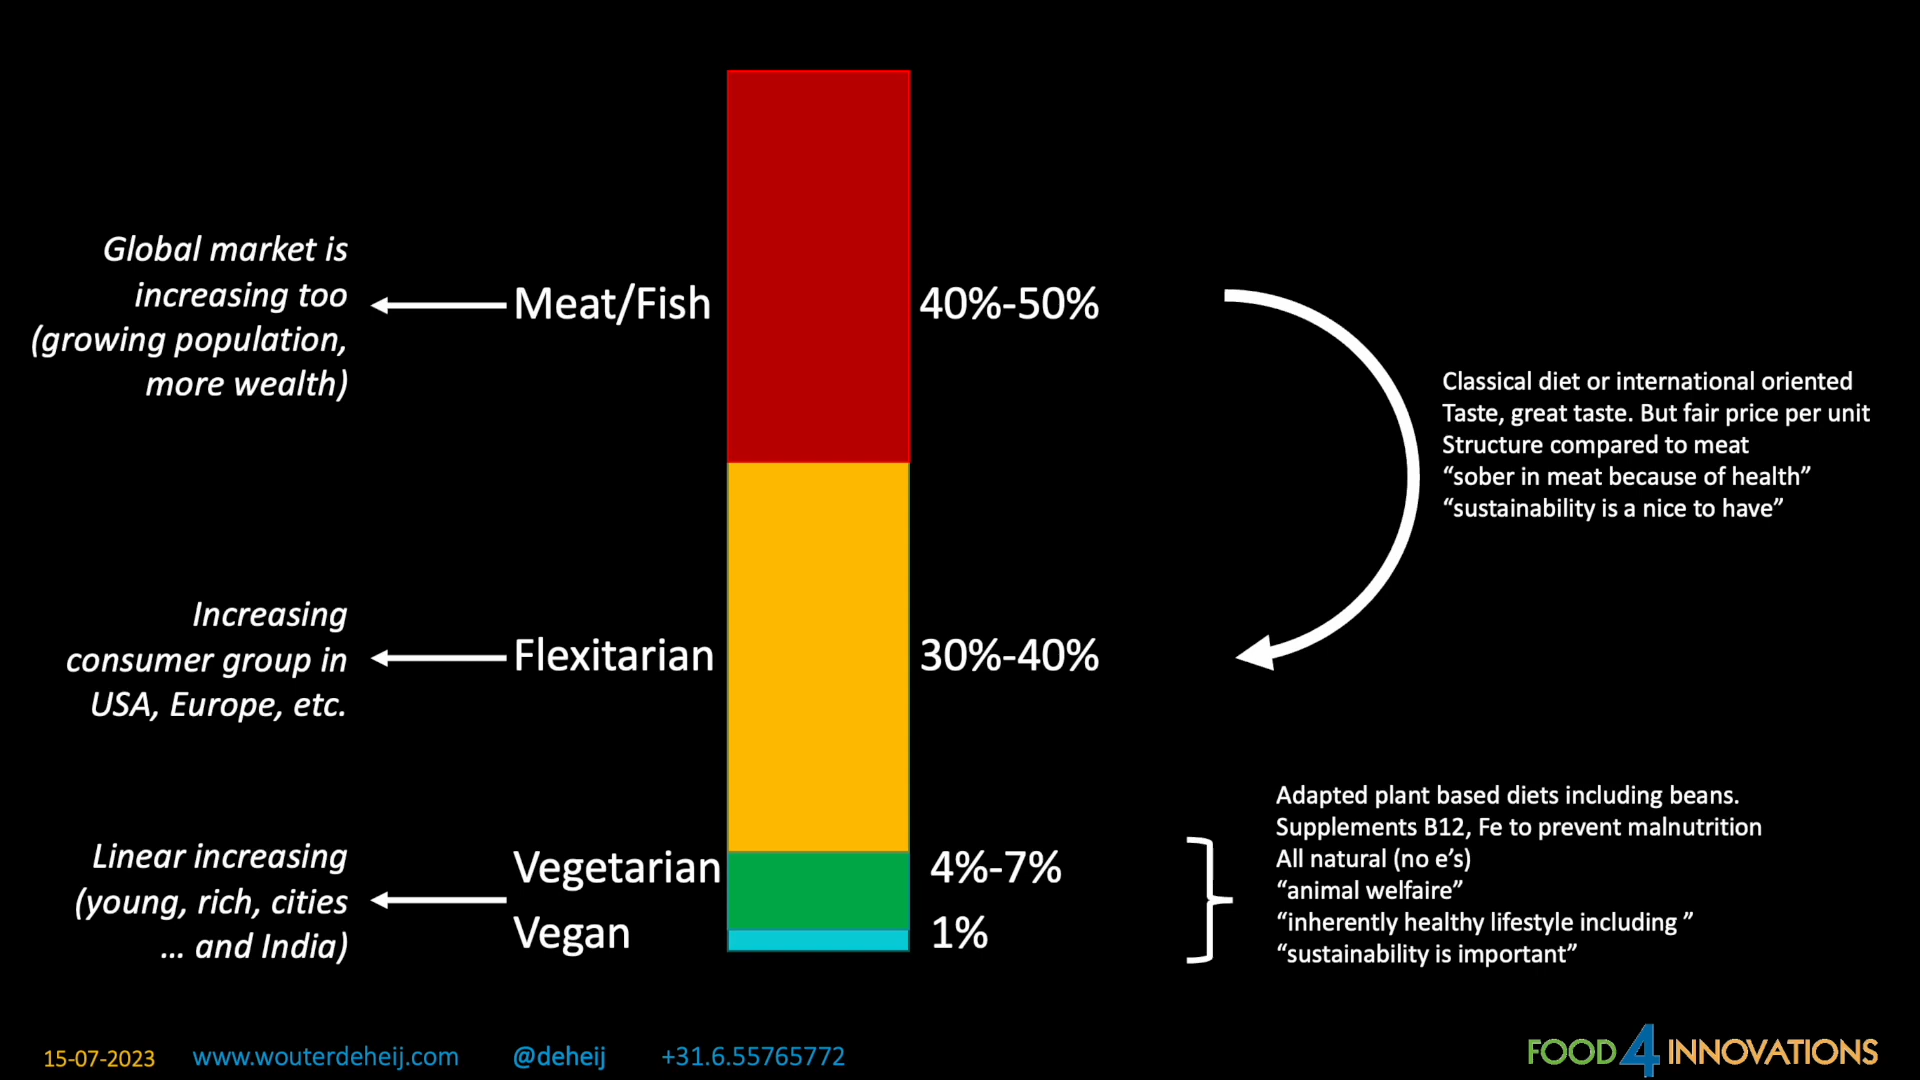 Global market is
increasing too
(growing population,
more wealth)
Meat/Fish
40%-50%
Classical diet or international oriented
Taste, great taste. But fair price per unit
Structure compared to meat
“sober in meat because of health”
“sustainability is a nice to have”
Increasing
consumer group in
USA, Europe, etc.
Flexitarian
30%-40%
Linear increasing
(young, rich, cities
... and India)
Vegetarian
4%-7%
Vegan
1%
Adapted plant based diets including beans.
Supplements B12, Fe to prevent malnutrition
All natural (no e’s)
“animal welfaire”
“inherently healthy lifestyle including ”
“sustainability is important”
15-07-2023 www.wouterdeheij.com @deheij +31.6.55765772
FOOD4INNOVATIONS